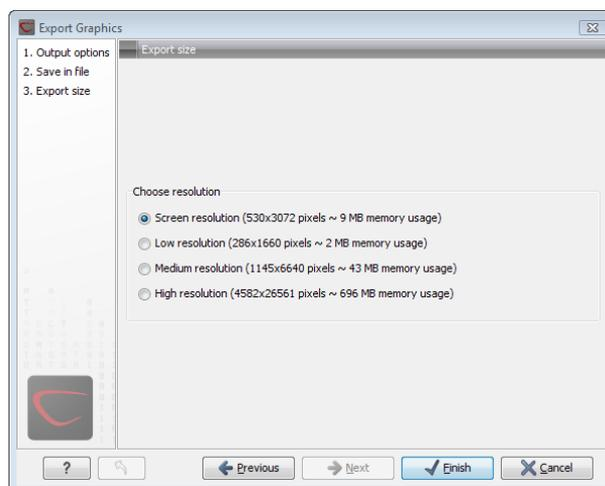 Export Graphics
1. Output options
2. Save in file
3. Export size
Export size
Choose resolution
Screen resolution (530x3072 pixels ~ 9 MB memory usage)
Low resolution (286x1660 pixels ~ 2 MB memory usage)
Medium resolution (1145x6640 pixels ~ 43 MB memory usage)
High resolution (4582x26561 pixels ~ 696 MB memory usage)
?
Previous
Next
Finish
Cancel